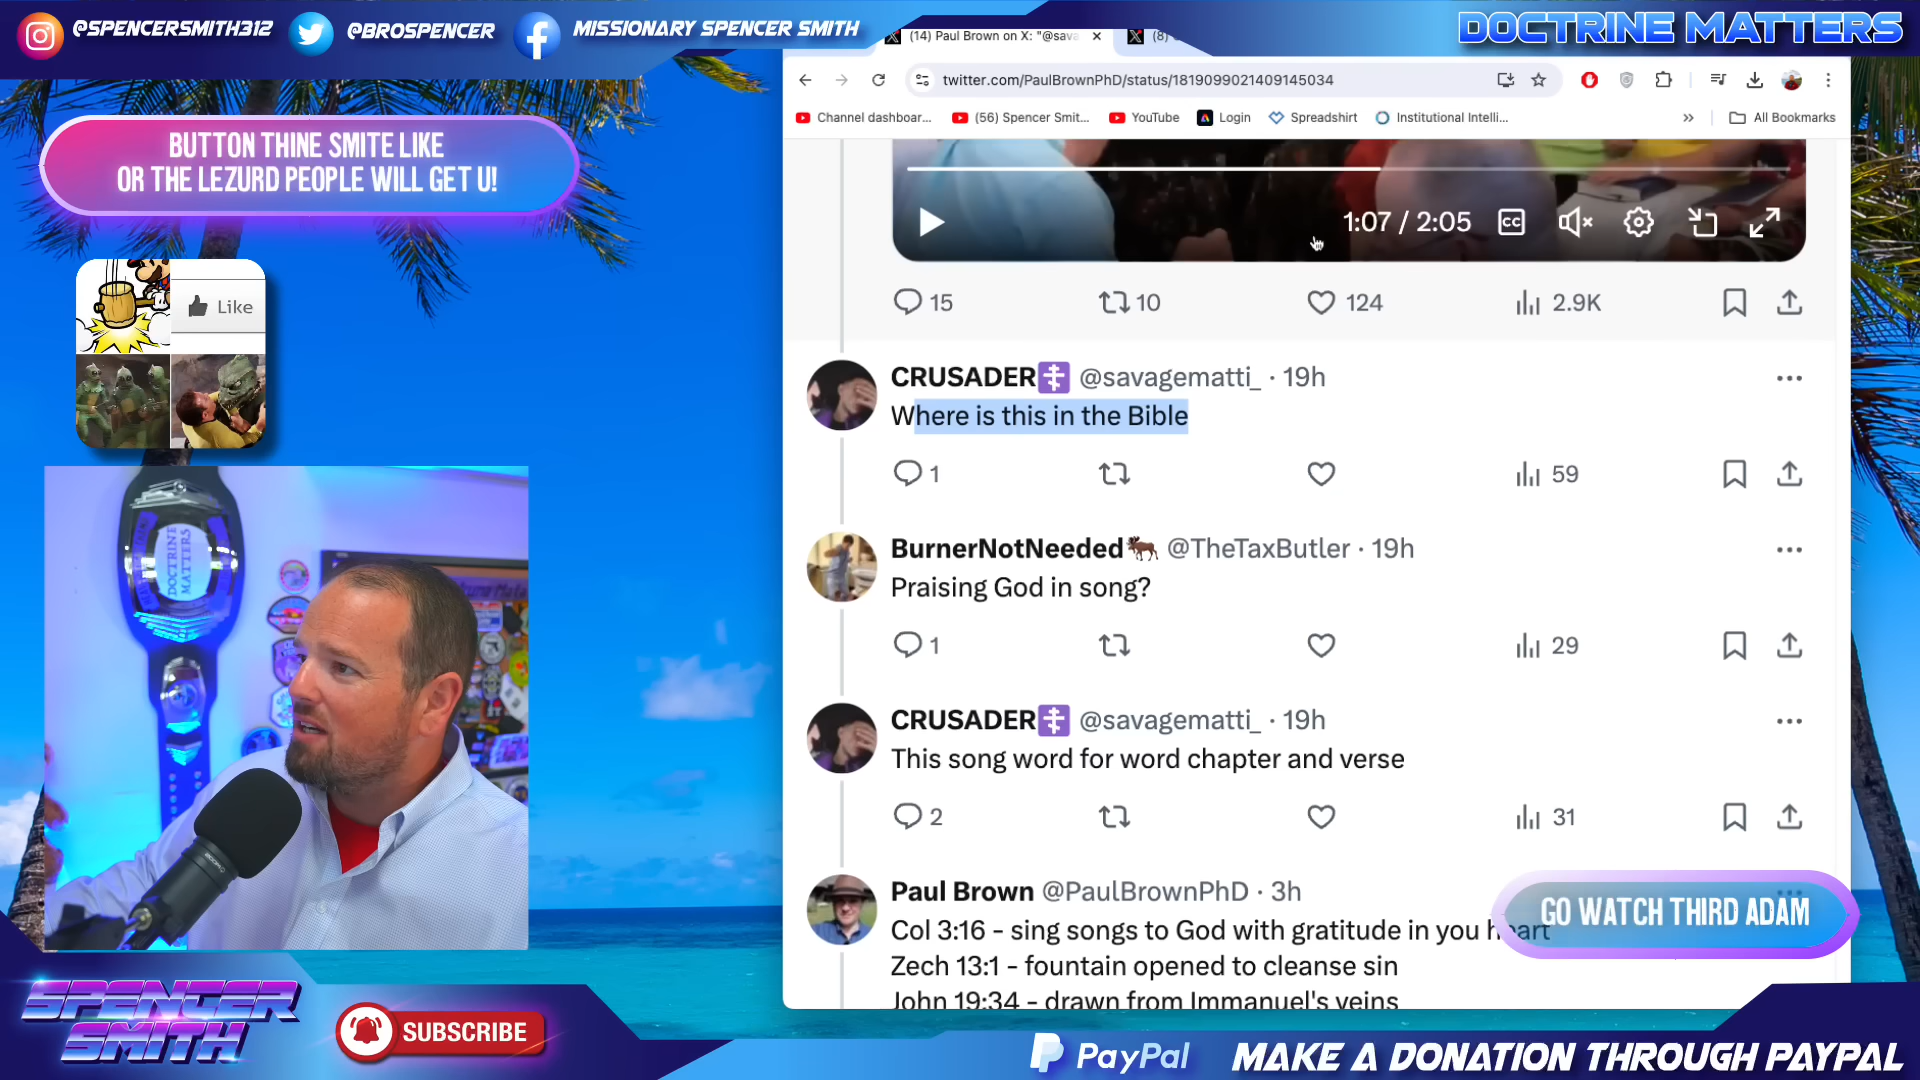 @SPENCERSMITH312
@BROSPENCER
MISSIONARY SPENCER SMITH
DOCTRINE MATTERS
(14) Paul Brown on X: "@sava
(8)
twitter.com/PaulBrownPhD/status/1819099021409145034
Channel dashboar...
(56) Spencer Smit...
YouTube
Login
Spreadshirt
Institutional Intelli...
All Bookmarks
BUTTON THINE SMITE LIKE
OR THE LEZURD PEOPLE WILL GET U!
Like
1:07 / 2:05
CC
15 10 124 2.9K
CRUSADER @savagematti_ · 19h
Where is this in the Bible
1 59
BurnerNotNeeded @TheTaxButler · 19h
Praising God in song?
1 29
CRUSADER @savagematti_ · 19h
This song word for word chapter and verse
2 31
Paul Brown @PaulBrownPhD · 3h
Col 3:16 - sing songs to God with gratitude in you heart
Zech 13:1 - fountain opened to cleanse sin
John 19:34 - drawn from Immanuel's veins
GO WATCH THIRD ADAM
DOCTRINE
MATTERS
SPENCER
SMITH
SUBSCRIBE
PayPal
MAKE A DONATION THROUGH PAYPAL